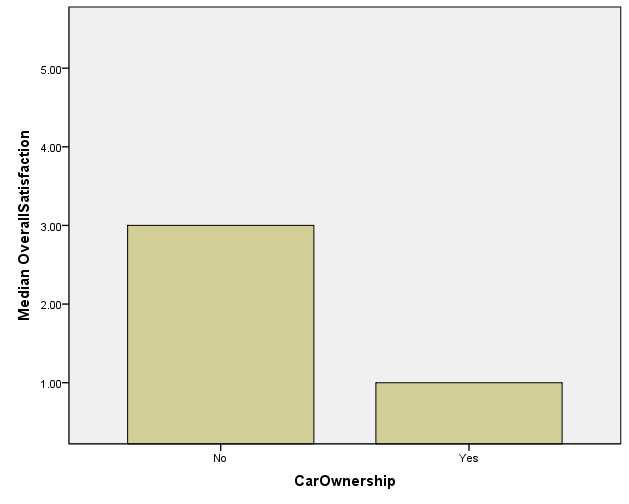 Median OverallSatisfaction
5.00
4.00
3.00
2.00
1.00
No
Yes
CarOwnership